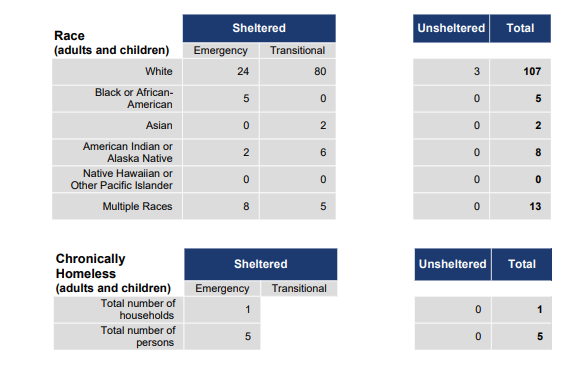 Race
(adults and children)
Sheltered
Unsheltered Total
Emergency Transitional
White 24 80 3 107
Black or African-
American 5 0 0 5
Asian 0 2 0 2
American Indian or
Alaska Native 2 6 0 8
Native Hawaiian or
Other Pacific Islander 0 0 0 0
Multiple Races 8 5 0 13
Chronically
Homeless
(adults and children)
Sheltered
Unsheltered Total
Emergency Transitional
Total number of
households 1 0 1
Total number of
persons 5 0 5